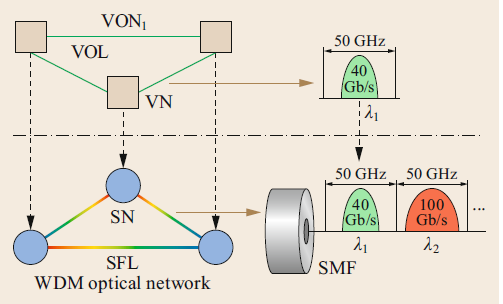 VON₁
VOL
VN
50 GHz
40
Gb/s
λ₁
SN
SFL
WDM optical network
SMF
50 GHz
50 GHz
40
Gb/s
100
Gb/s
...
λ₁
λ₂